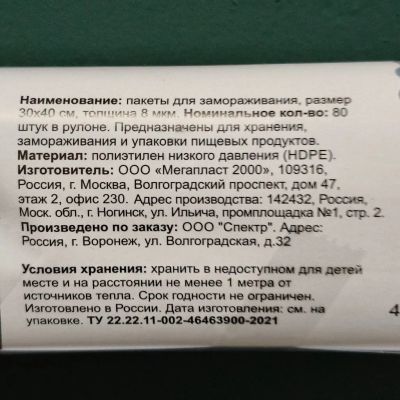 Наименование: пакеты для замораживания, размер
30х40 см, толщина 8 мкм. Номинальное кол-во: 80
штук в рулоне. Предназначены для хранения,
замораживания и упаковки пищевых продуктов.
Материал: полиэтилен низкого давления (HDPE).
Изготовитель: ООО «Мегапласт 2000», 109316,
Россия, г. Москва, Волгоградский проспект, дом 47,
этаж 2, офис 230. Адрес производства: 142432, Россия,
Моск. обл., г. Ногинск, ул. Ильича, промплощадка №1, стр. 2.
Произведено по заказу: ООО "Спектр". Адрес:
Россия, г. Воронеж, ул. Волгоградская, д.32
Условия хранения: хранить в недоступном для детей
месте и на расстоянии не менее 1 метра от
источников тепла. Срок годности не ограничен.
Изготовлено в России. Дата изготовления: см. на
упаковке. ТУ 22.22.11-002-46463900-2021
4